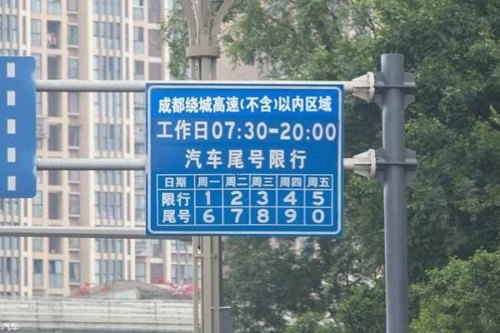 成都绕城高速(不含)以内区域
工作日07:30-20:00
汽车尾号限行
日期 周一 周二 周三 周四 周五
限行 1 2 3 4 5
尾号 6 7 8 9 0